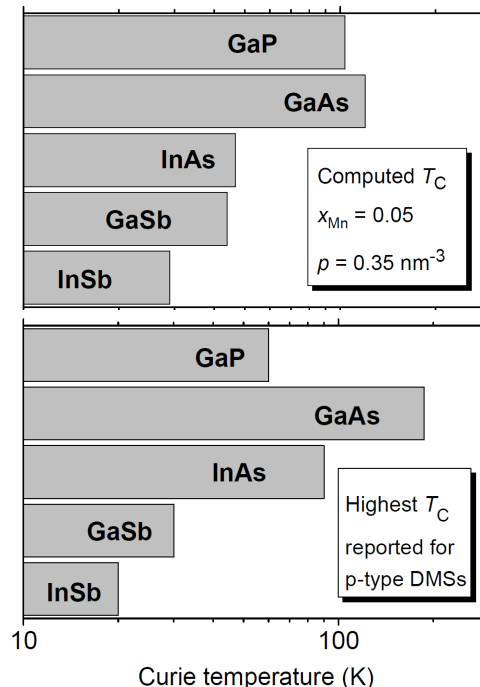 GaP
GaAs
InAs
GaSb
InSb
Computed T_C
x_Mn = 0.05
p = 0.35 nm^-3
GaP
GaAs
InAs
GaSb
InSb
Highest T_C
reported for
p-type DMSs
10 100
Curie temperature (K)